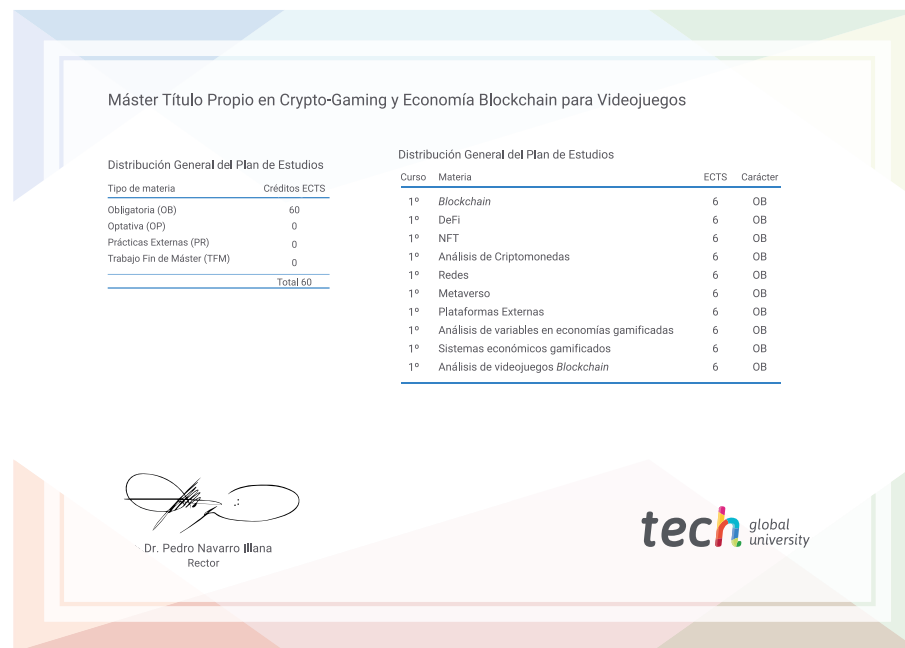 Máster Título Propio en Crypto-Gaming y Economía Blockchain para Videojuegos
Distribución General del Plan de Estudios
Tipo de materia Créditos ECTS
Obligatoria (OB) 60
Optativa (OP) 0
Prácticas Externas (PR) 0
Trabajo Fin de Máster (TFM) 0
Total 60
Distribución General del Plan de Estudios
Curso Materia ECTS Carácter
1º Blockchain 6 OB
1º DeFi 6 OB
1º NFT 6 OB
1º Análisis de Criptomonedas 6 OB
1º Redes 6 OB
1º Metaverso 6 OB
1º Plataformas Externas 6 OB
1º Análisis de variables en economías gamificadas 6 OB
1º Sistemas económicos gamificados 6 OB
1º Análisis de videojuegos Blockchain 6 OB
Dr. Pedro Navarro Illana
Rector
tech global university